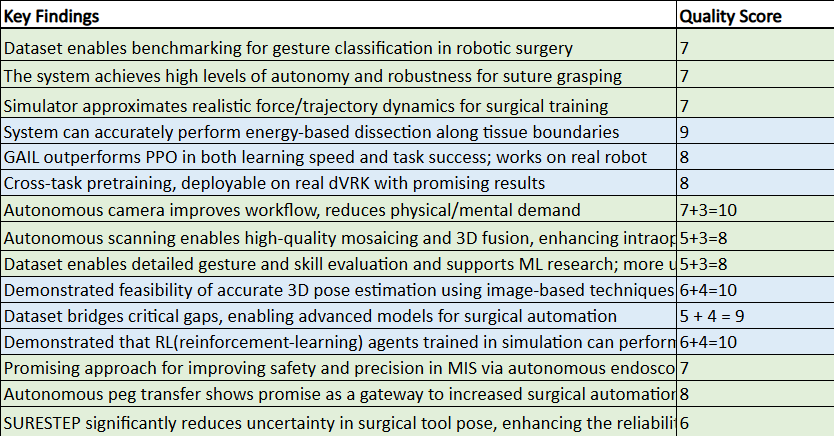 Key Findings Quality Score
Dataset enables benchmarking for gesture classification in robotic surgery 7
The system achieves high levels of autonomy and robustness for suture grasping 7
Simulator approximates realistic force/trajectory dynamics for surgical training 7
System can accurately perform energy-based dissection along tissue boundaries 9
GAIL outperforms PPO in both learning speed and task success; works on real robot 8
Cross-task pretraining, deployable on real dVRK with promising results 8
Autonomous camera improves workflow, reduces physical/mental demand 7+3=10
Autonomous scanning enables high-quality mosaicing and 3D fusion, enhancing intraop 5+3=8
Dataset enables detailed gesture and skill evaluation and supports ML research; more u 5+3=8
Demonstrated feasibility of accurate 3D pose estimation using image-based techniques 6+4=10
Dataset bridges critical gaps, enabling advanced models for surgical automation 5 + 4 = 9
Demonstrated that RL(reinforcement-learning) agents trained in simulation can perform 6+4=10
Promising approach for improving safety and precision in MIS via autonomous endosco 7
Autonomous peg transfer shows promise as a gateway to increased surgical automation 8
SURESTEP significantly reduces uncertainty in surgical tool pose, enhancing the reliabilit 6